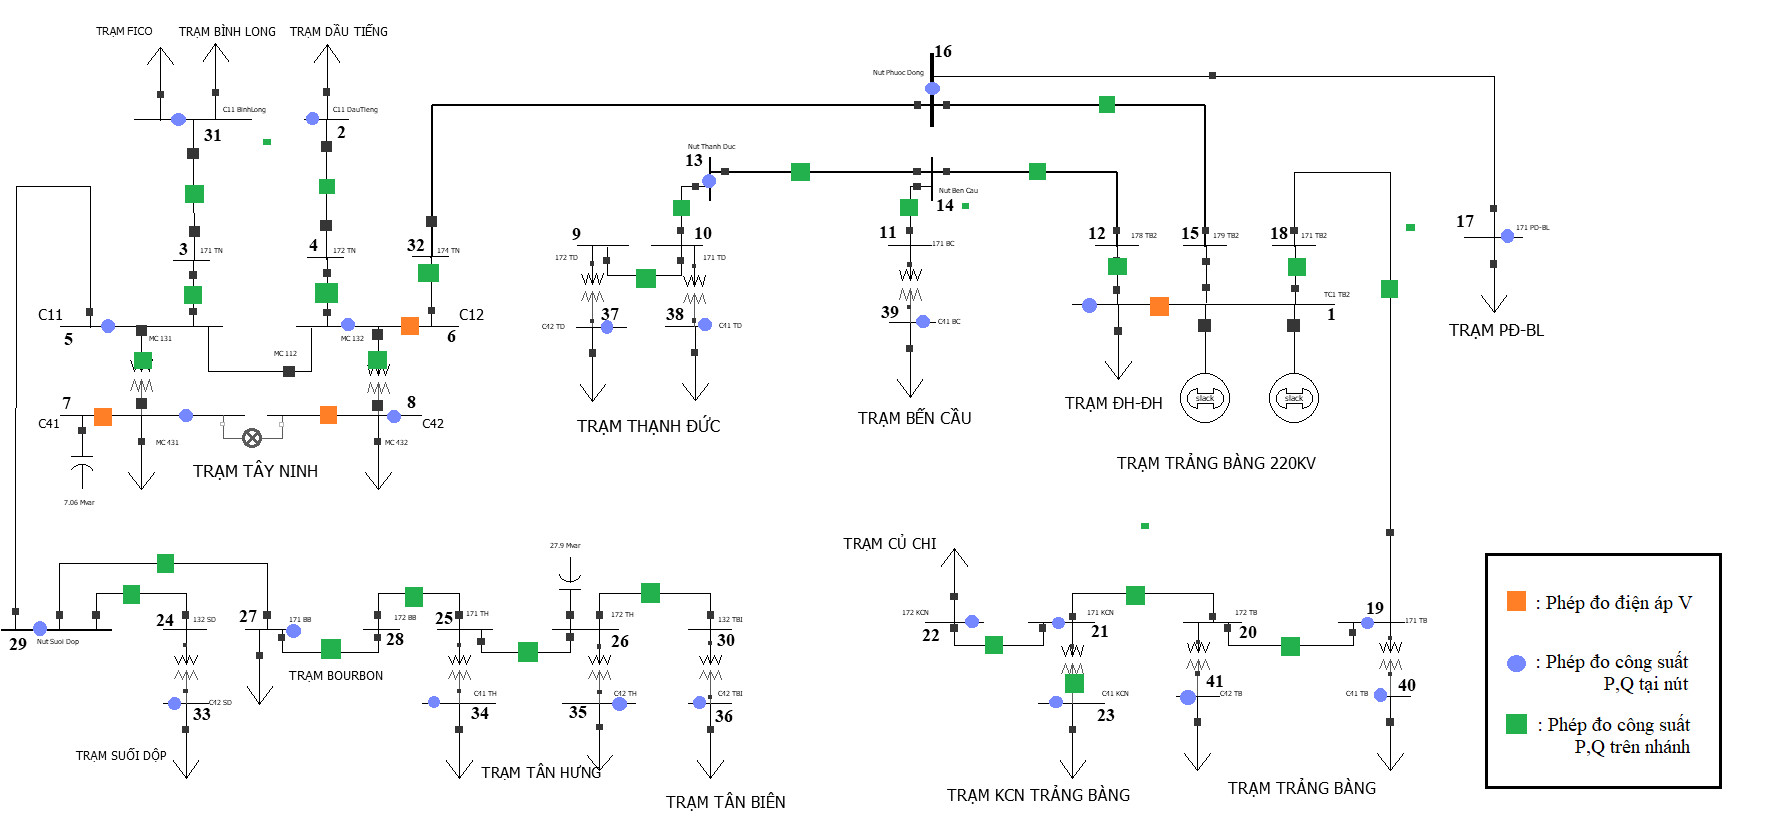 TRẠM FICO
TRẠM BÌNH LONG
TRẠM DẦU TIẾNG
16
Nut Phuoc Dong
C11 BinhLong
C11 DauTieng
31
2
Nut Thanh Duc
13
Nut Ben Cau
14
3
171 TN
4
172 TN
32
174 TN
9
172 TD
10
171 TD
11
171 BC
12
178 TB2
15
179 TB2
18
171 TB2
17
171 PD-BL
TRẠM PĐ-BL
C11
5
C12
6
MC 131
MC 132
MC 112
37
C42 TD
38
C41 TD
39
C41 BC
TC1 TB2
1
slack
slack
7
C41
8
C42
MC 431
MC 432
TRẠM TÂY NINH
7.06 Mvar
TRẠM THẠNH ĐỨC
TRẠM BẾN CẦU
TRẠM ĐH-ĐH
TRẠM TRẢNG BÀNG 220KV
27.9 Mvar
TRẠM CỦ CHI
29
Nut Suoi Dop
24
132 SD
27
171 BB
28
172 BB
25
171 TH
26
172 TH
30
132 TBI
22
172 KCN
21
171 KCN
20
172 TB
19
171 TB
TRẠM BOURBON
33
C42 SD
34
C41 TH
35
C42 TH
36
C42 TBI
23
C41 KCN
41
C42 TB
40
C41 TB
TRẠM SUỐI DỘP
TRẠM TÂN HƯNG
TRẠM TÂN BIÊN
TRẠM KCN TRẢNG BÀNG
TRẠM TRẢNG BÀNG
: Phép đo điện áp V
: Phép đo công suất
P,Q tại nút
: Phép đo công suất
P,Q trên nhánh